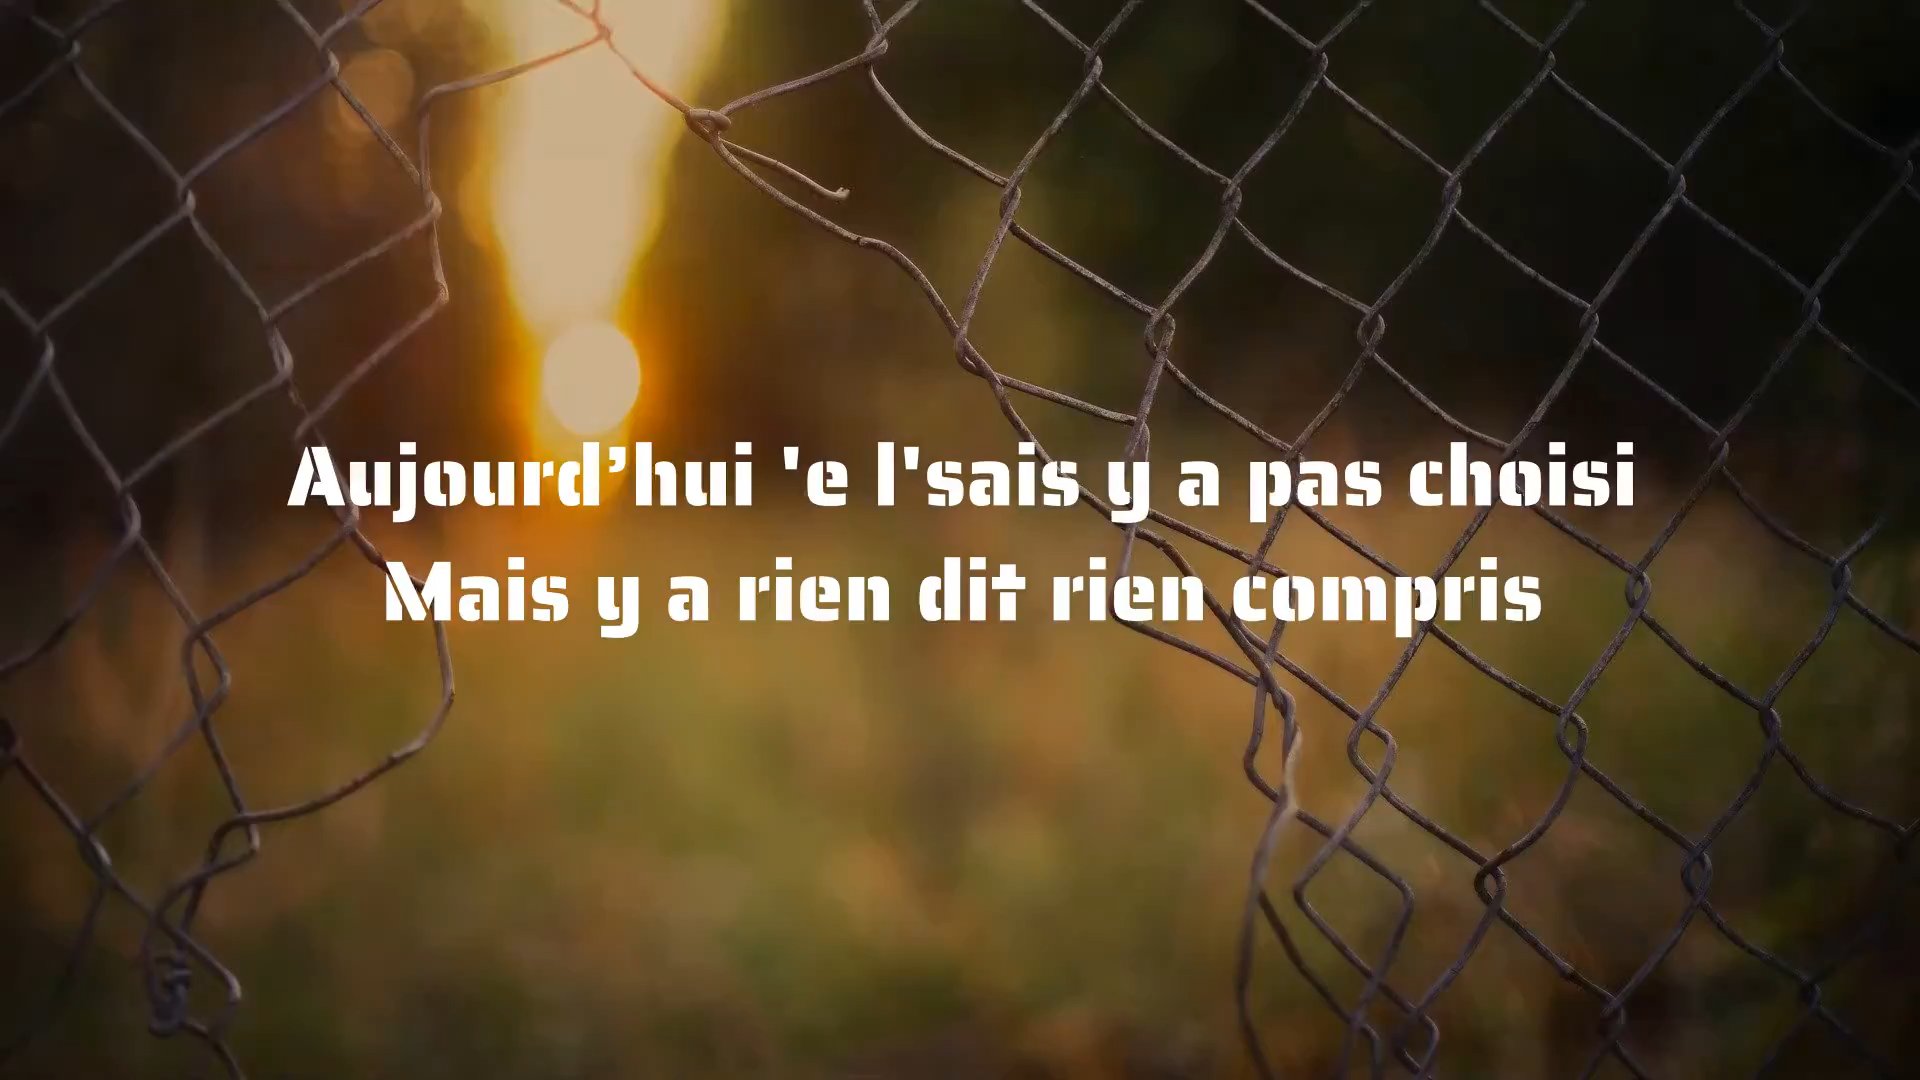 Aujourd’hui 'e l'sais y a pas choisi
Mais y a rien dit rien compris